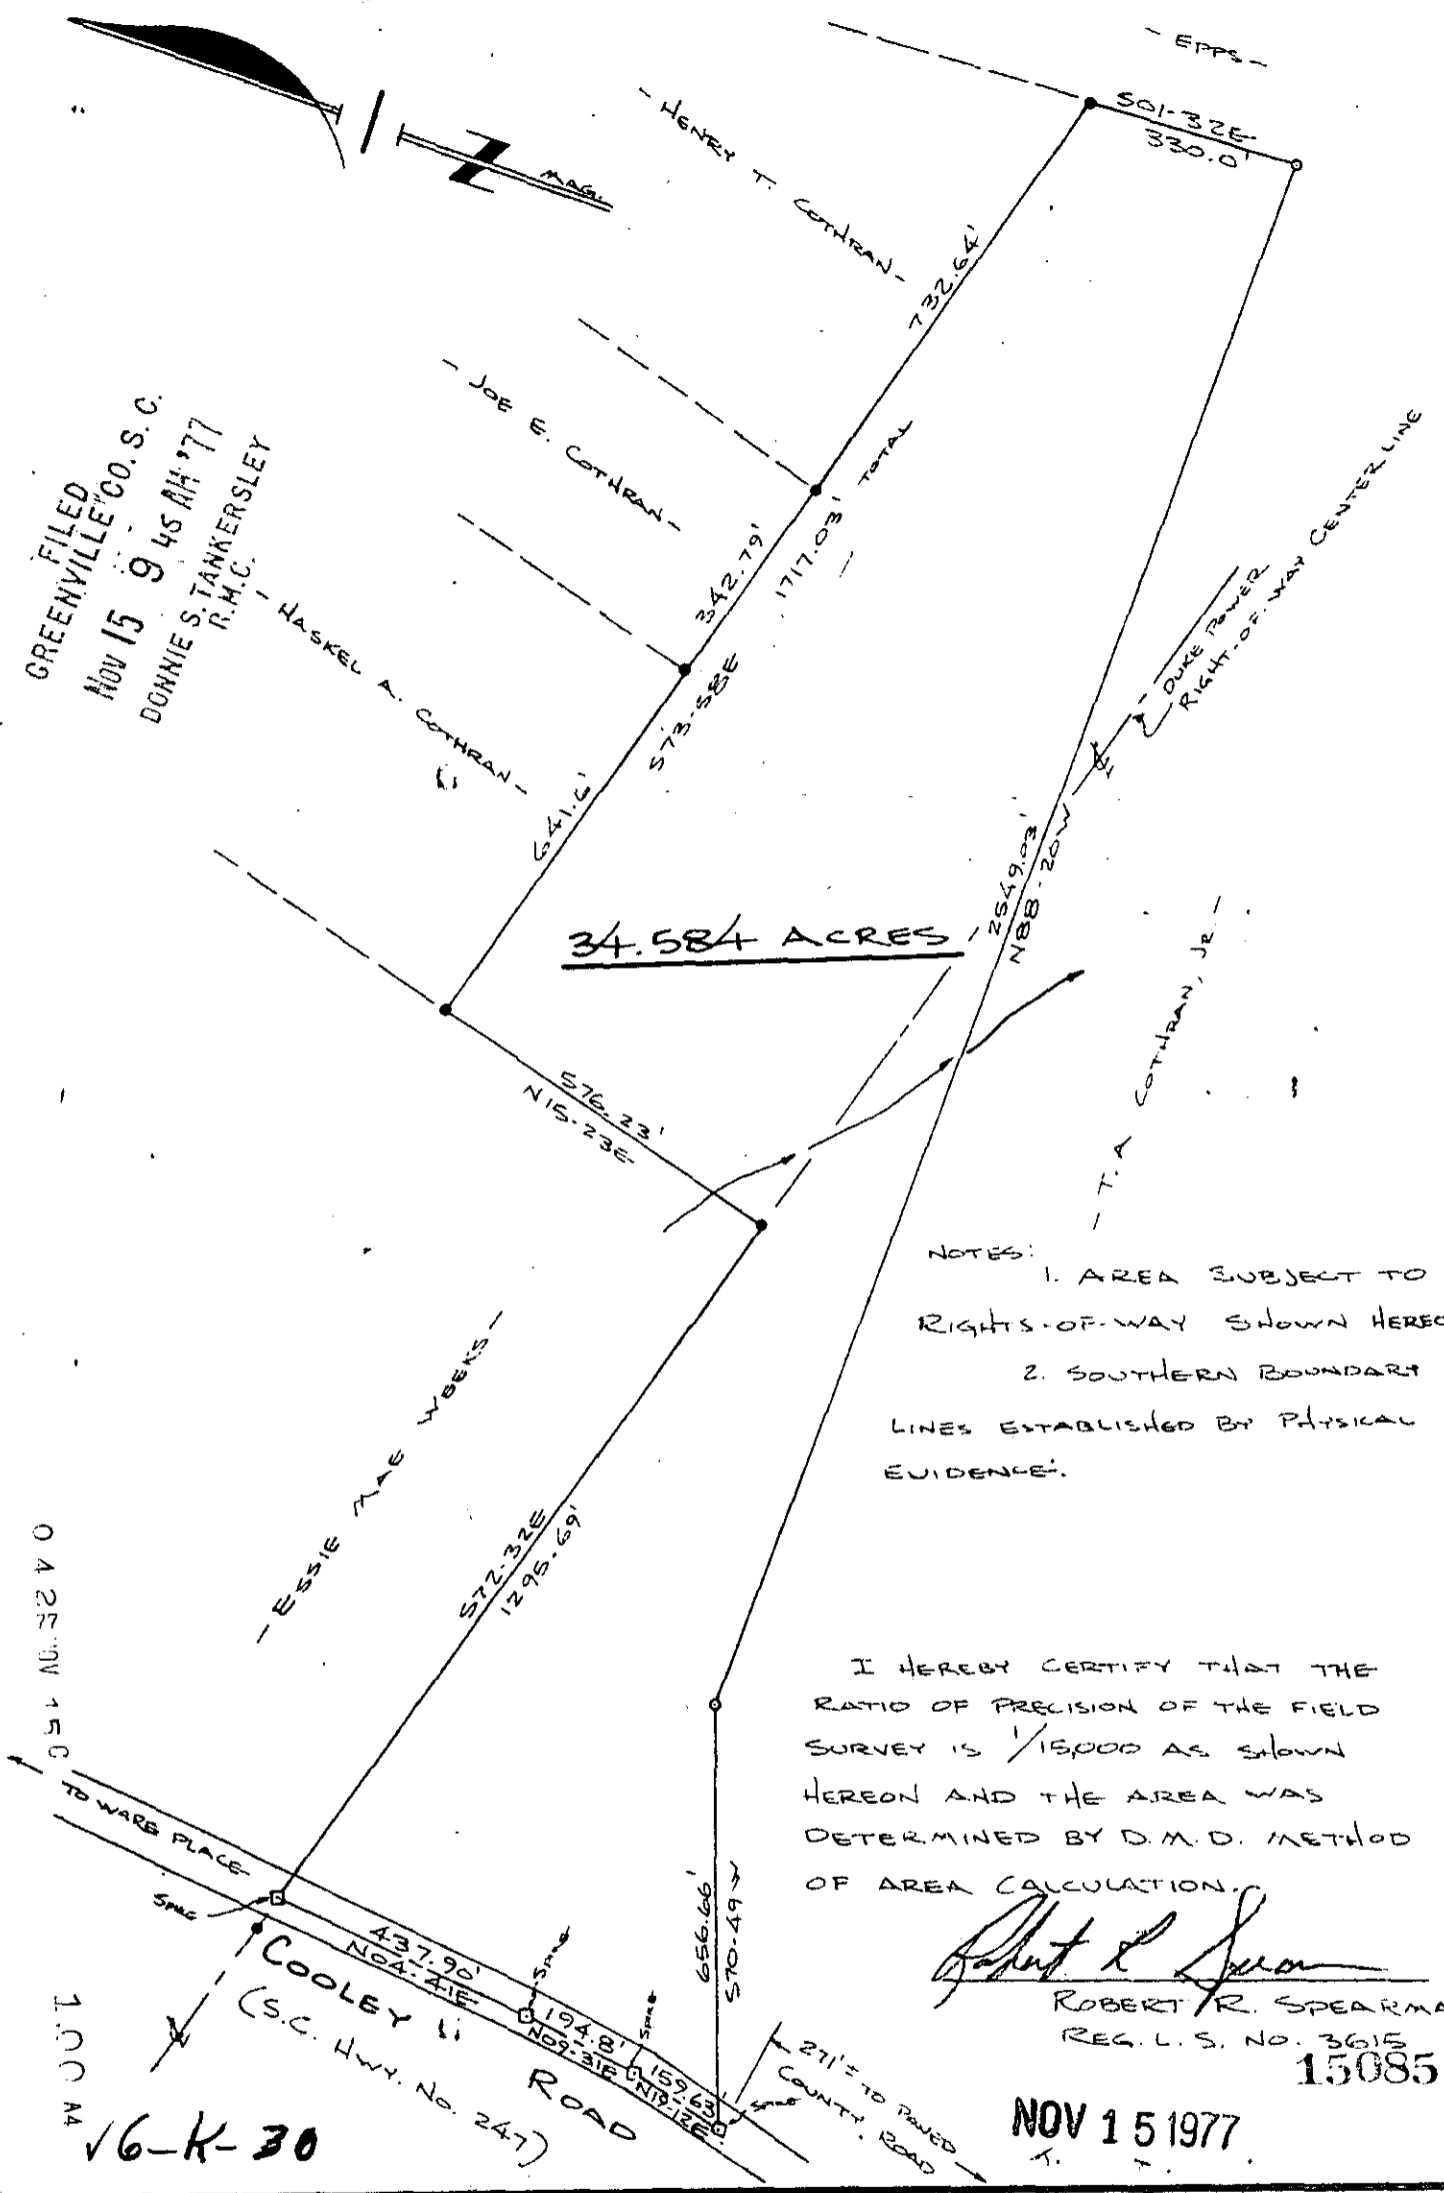 - EPPS -
S01-32E
330.0'
MAG.
- HENRY T. COTHRAN -
732.64'
- JOE E. COTHRAN -
342.79'
1717.03' TOTAL
S73-58E
FILED
GREENVILLE CO. S. C.
NOV 15 9 45 AM '77
DONNIE S. TANKERSLEY
R.M.C.
- HASKEL A. COTHRAN -
641.6'
DUKE POWER
RIGHT-OF-WAY CENTER LINE
2549.03'
N88-20W
34.584 ACRES
576.23'
N15-23E
- T. A COTHRAN, JR -
NOTES:
1. AREA SUBJECT TO
RIGHTS-OF-WAY SHOWN HEREO
2. SOUTHERN BOUNDARY
LINES ESTABLISHED BY PHYSICAL
EVIDENCE.
- ESSIE MAE WEEKS -
S72-32E
1295.69'
I HEREBY CERTIFY THAT THE
RATIO OF PRECISION OF THE FIELD
SURVEY IS 1/15,000 AS SHOWN
HEREON AND THE AREA WAS
DETERMINED BY D.M.D. METHOD
OF AREA CALCULATION.
ROBERT R. SPEARMA
REG. L. S. NO. 3615
15085
NOV 15 1977
656.66'
S70-49W
TO WARE PLACE
SPIKE
437.90'
N04-41E
SPIKE
194.8'
N09-31E
SPIKE
159.63'
N19-12E
SPIKE
271'± TO PAVED
COUNTY ROAD
COOLEY
ROAD
(S.C. HWY. NO. 247)
1.00
√6-K-30